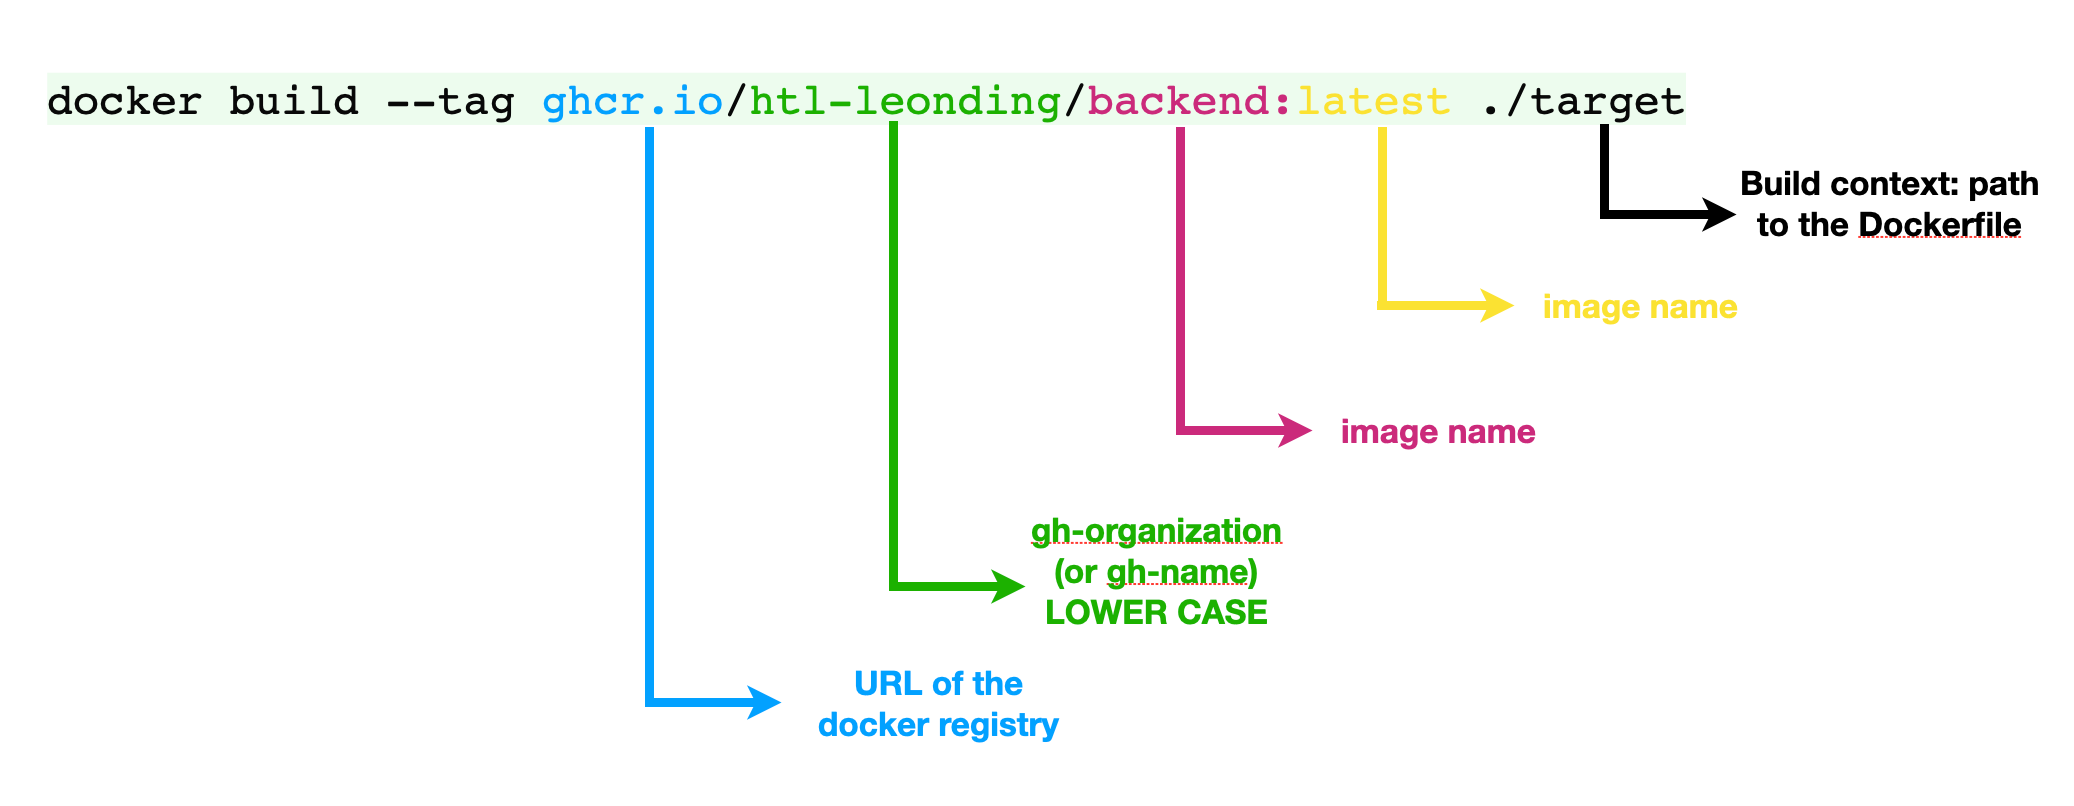 docker build --tag ghcr.io/htl-leonding/backend:latest ./target
Build context: path
to the Dockerfile
image name
image name
gh-organization
(or gh-name)
LOWER CASE
URL of the
docker registry